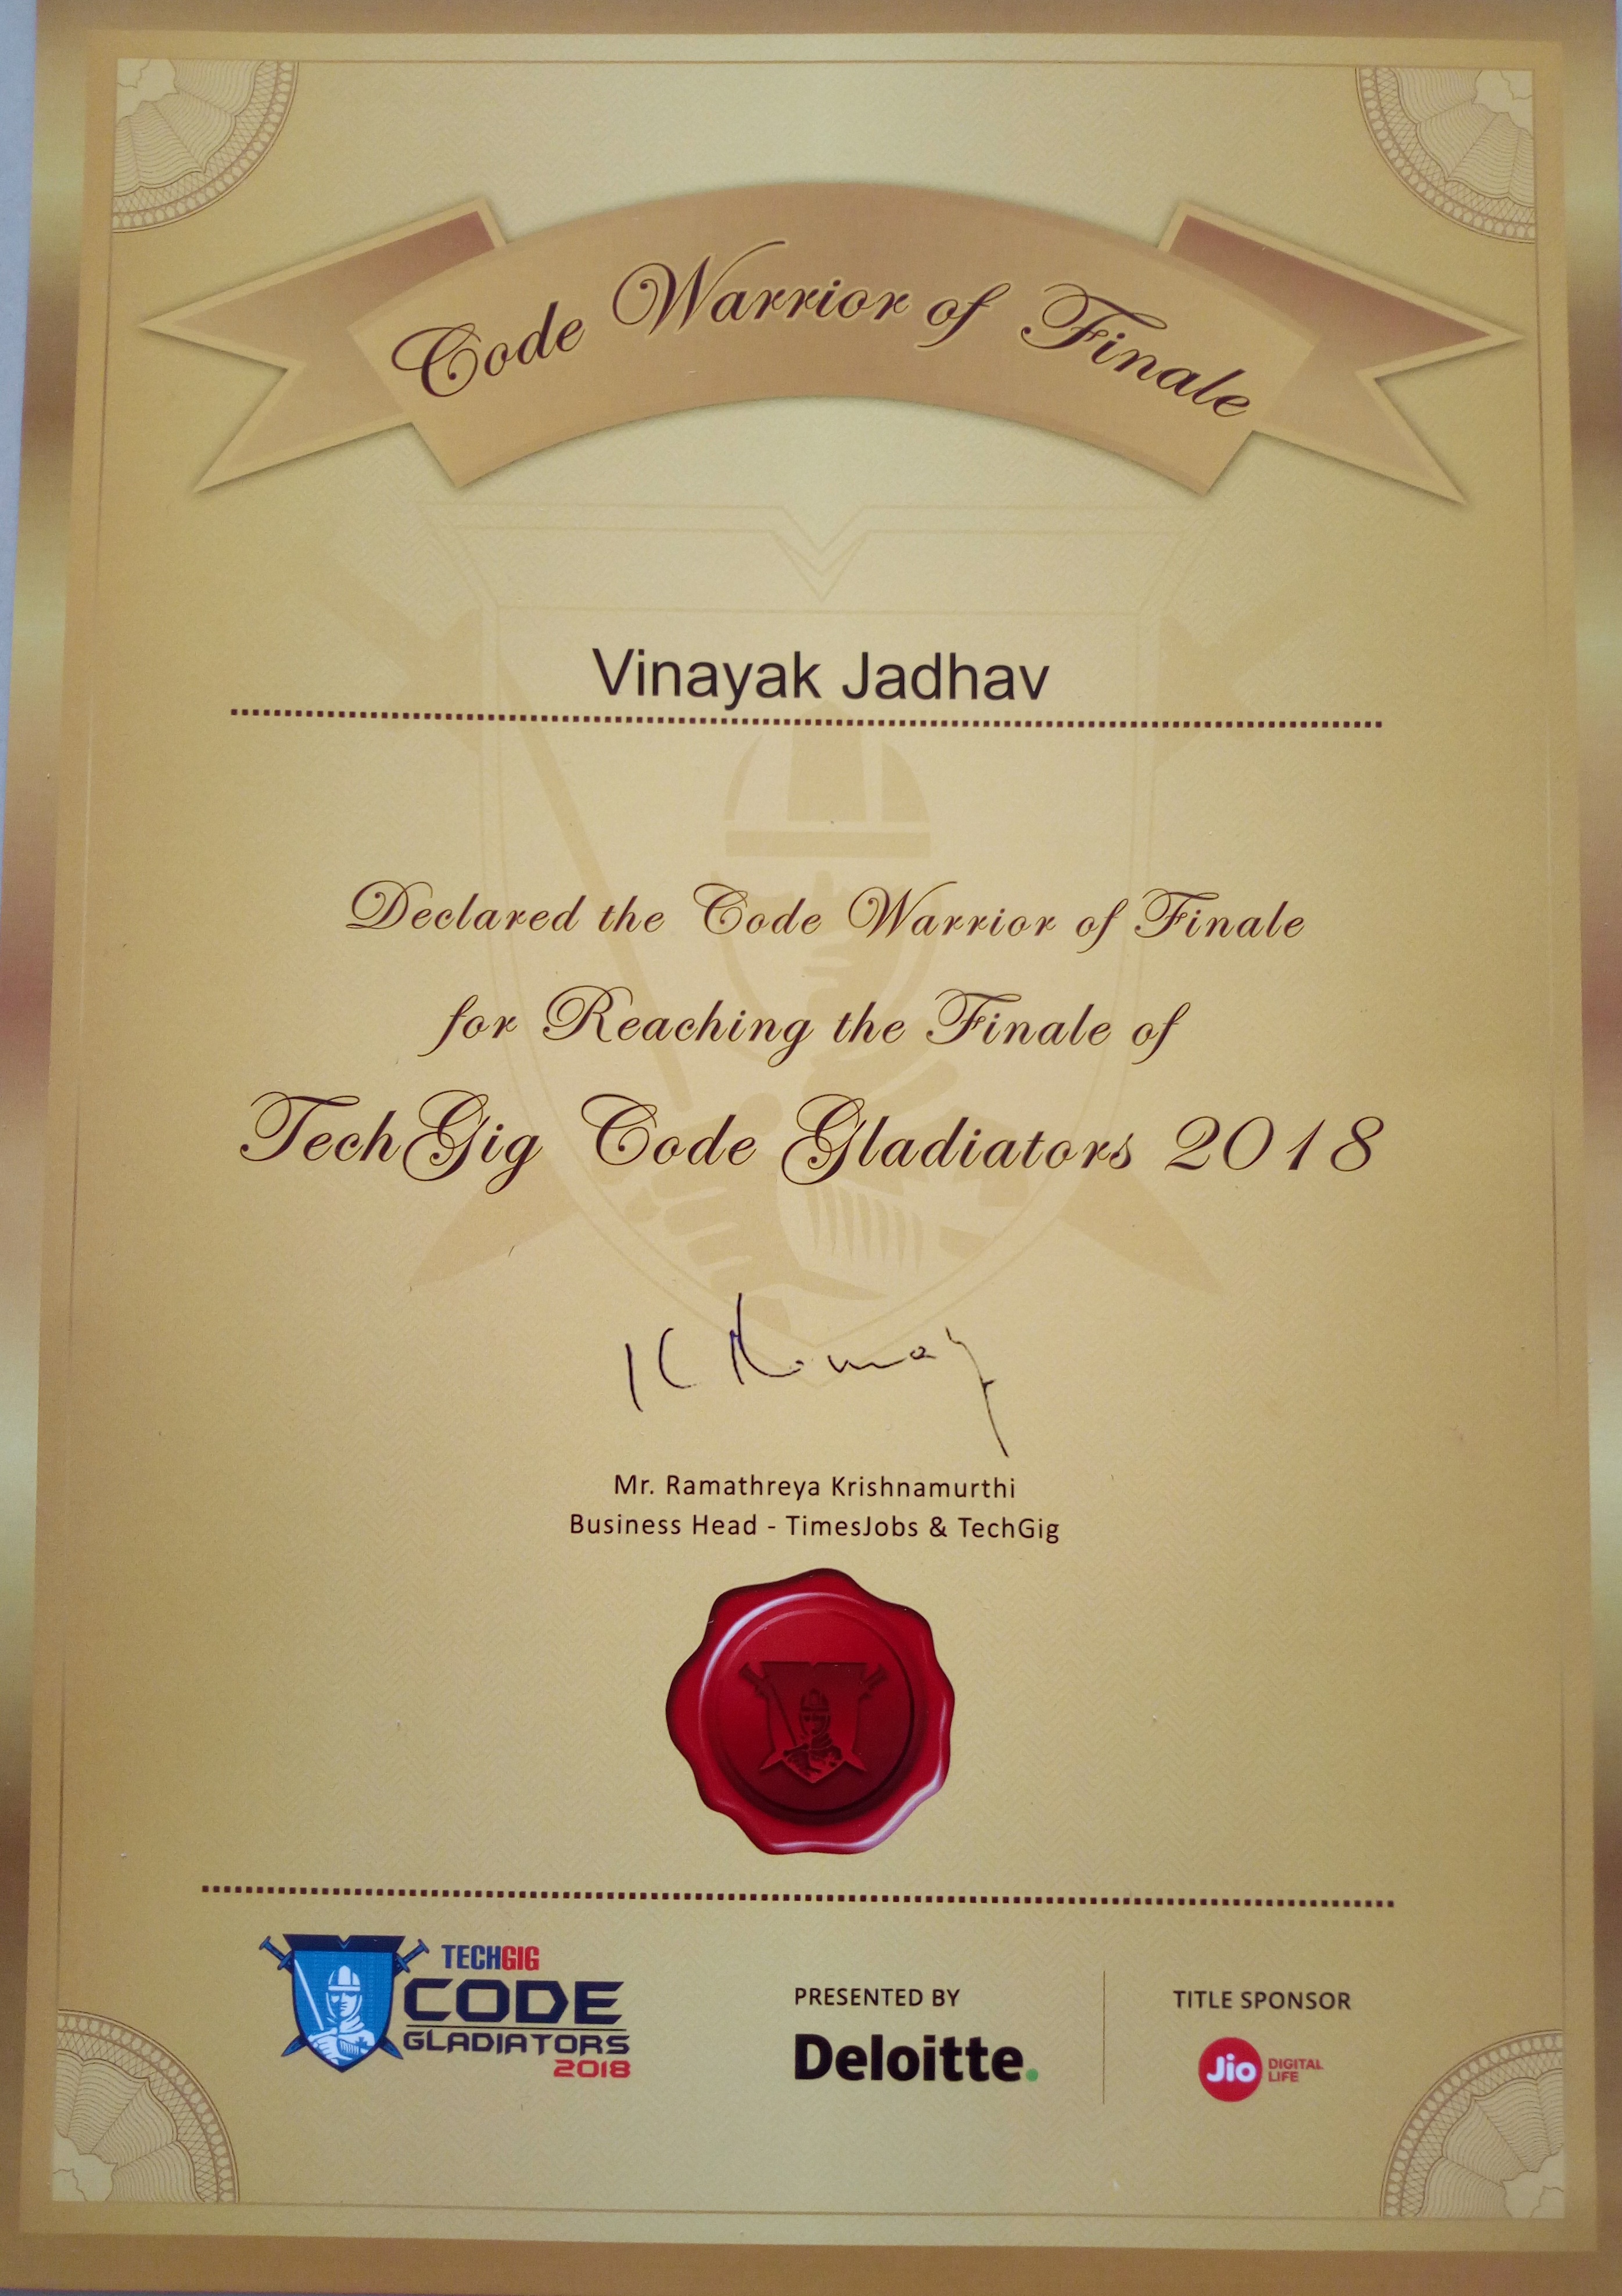 Code Warrior of Finale
Vinayak Jadhav
Declared the Code Warrior of Finale
for Reaching the Finale of
TechGig Code Gladiators 2018
Mr. Ramathreya Krishnamurthi
Business Head - TimesJobs & TechGig
TECHGIG
CODE
GLADIATORS
2018
PRESENTED BY
Deloitte.
TITLE SPONSOR
Jio DIGITAL
LIFE